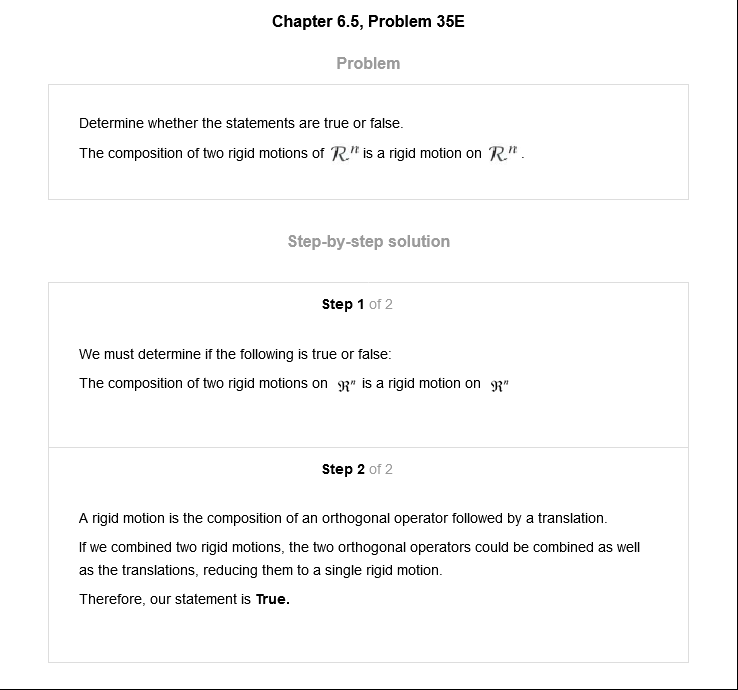 Chapter 6.5, Problem 35E
Problem
Determine whether the statements are true or false.
The composition of two rigid motions of 𝓡ⁿ is a rigid motion on 𝓡ⁿ.
Step-by-step solution
Step 1 of 2
We must determine if the following is true or false:
The composition of two rigid motions on ℜⁿ is a rigid motion on ℜⁿ
Step 2 of 2
A rigid motion is the composition of an orthogonal operator followed by a translation.
If we combined two rigid motions, the two orthogonal operators could be combined as well
as the translations, reducing them to a single rigid motion.
Therefore, our statement is True.